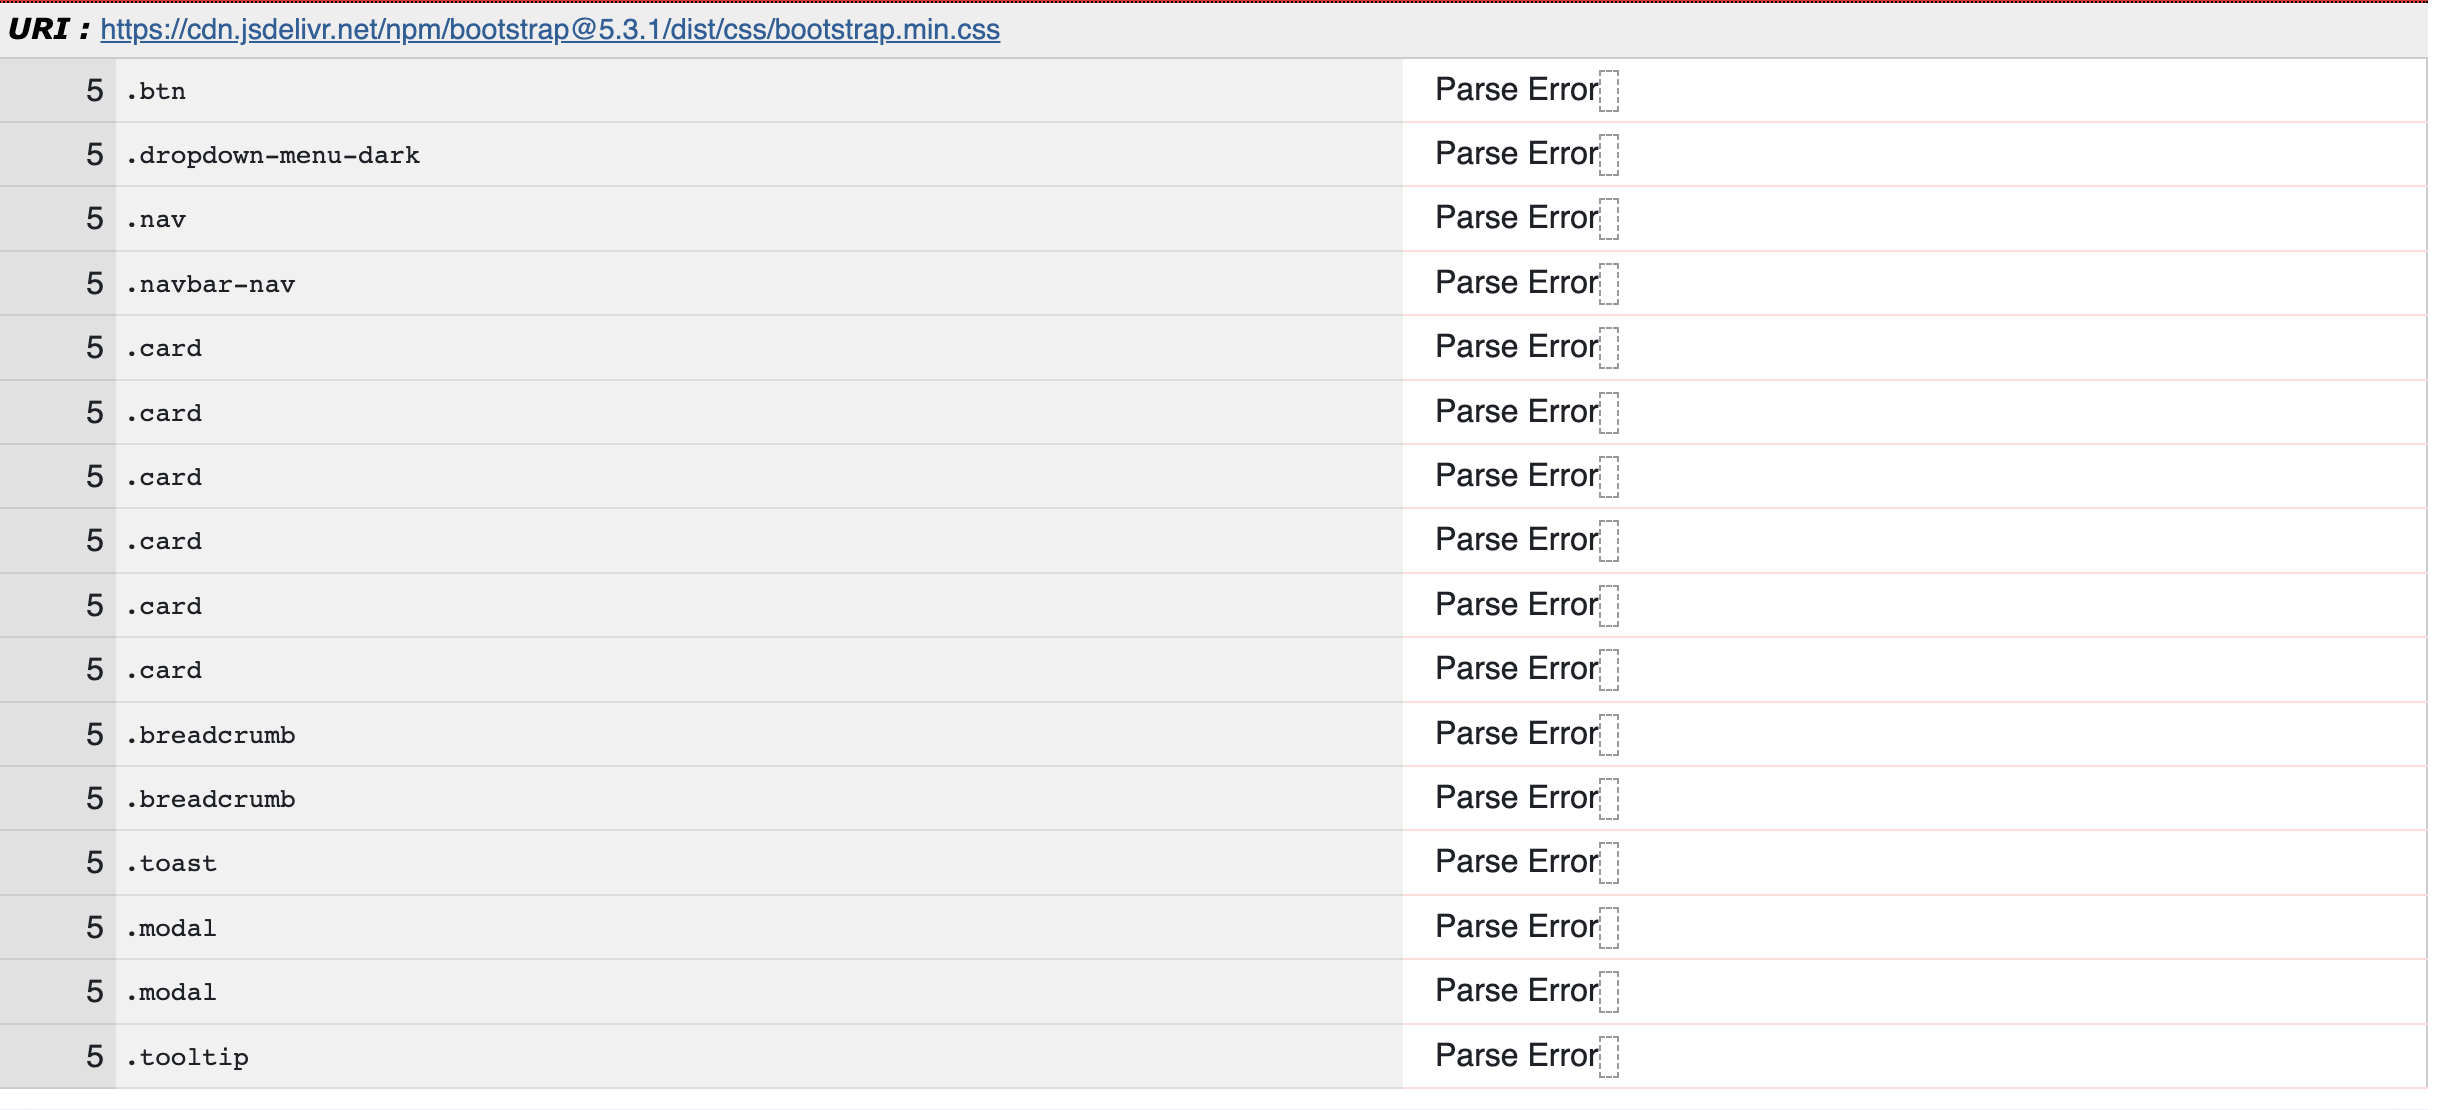 URI : https://cdn.jsdelivr.net/npm/bootstrap@5.3.1/dist/css/bootstrap.min.css
5 .btn Parse Error
5 .dropdown-menu-dark Parse Error
5 .nav Parse Error
5 .navbar-nav Parse Error
5 .card Parse Error
5 .card Parse Error
5 .card Parse Error
5 .card Parse Error
5 .card Parse Error
5 .card Parse Error
5 .breadcrumb Parse Error
5 .breadcrumb Parse Error
5 .toast Parse Error
5 .modal Parse Error
5 .modal Parse Error
5 .tooltip Parse Error